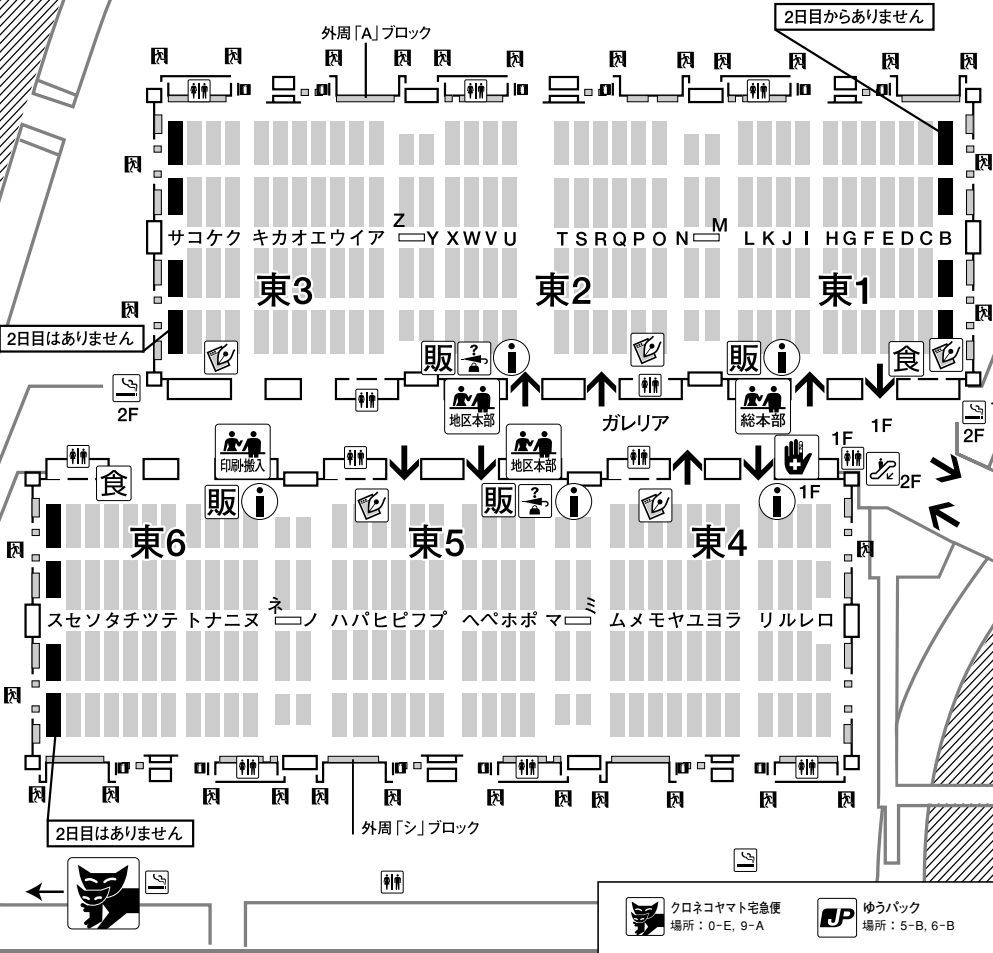 2日目からありません
外周「A」ブロック
サコケク キカオエウイア Z Y X W V U T S R Q P O N M L K J I H G F E D C B
東3 東2 東1
2日目はありません
販 ? i 販 i 食
2F
地区本部 ガレリア 総本部
1F
2F
印刷・搬入 地区本部 1F
食 2F
1F
販 i 販 ? i i
東6 東5 東4
スセソタチツテ トナニヌ ネ ノ ハパヒピフプ ヘペホポ マ ミ ムメモヤユヨラ リルレロ
2日目はありません
外周「シ」ブロック
クロネコヤマト宅急便
場所：0-E, 9-A
JP ゆうパック
場所：5-B, 6-B